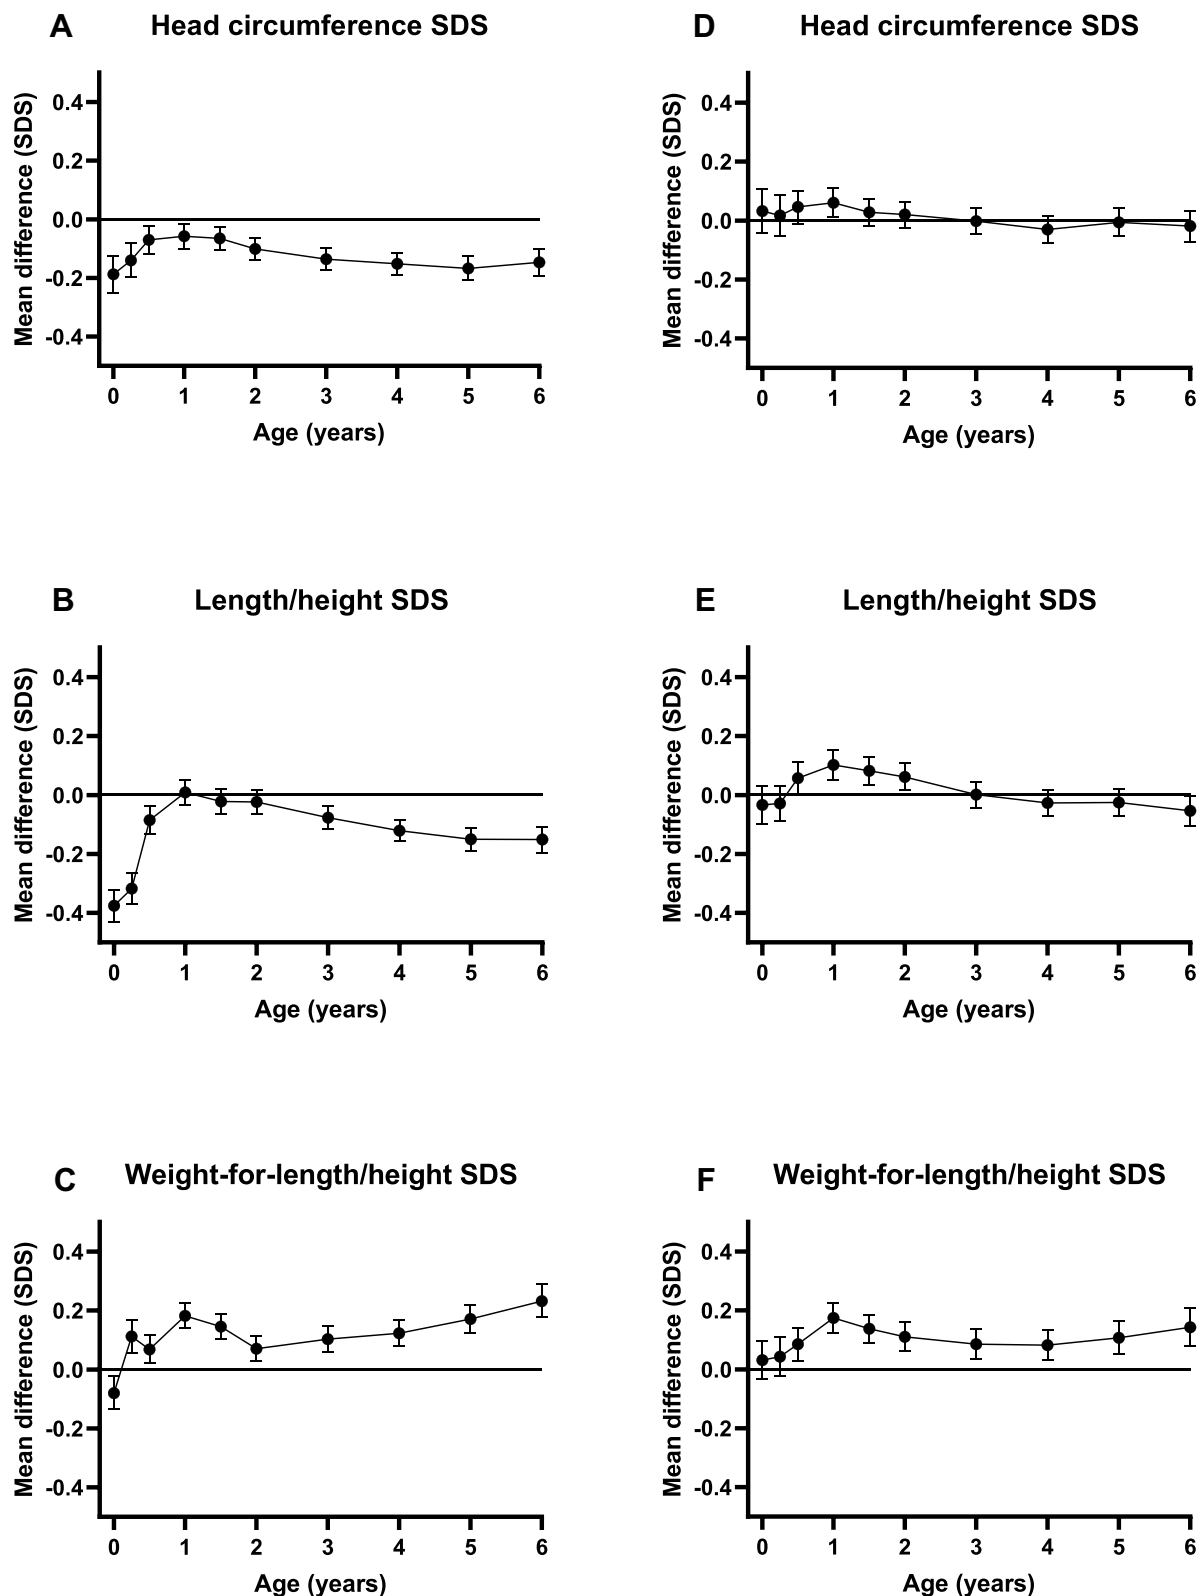 A Head circumference SDS
Mean difference (SDS)
0.4
0.2
0.0
-0.2
-0.4
0 1 2 3 4 5 6
Age (years)
D Head circumference SDS
Mean difference (SDS)
0.4
0.2
0.0
-0.2
-0.4
0 1 2 3 4 5 6
Age (years)
B Length/height SDS
Mean difference (SDS)
0.4
0.2
0.0
-0.2
-0.4
0 1 2 3 4 5 6
Age (years)
E Length/height SDS
Mean difference (SDS)
0.4
0.2
0.0
-0.2
-0.4
0 1 2 3 4 5 6
Age (years)
C Weight-for-length/height SDS
Mean difference (SDS)
0.4
0.2
0.0
-0.2
-0.4
0 1 2 3 4 5 6
Age (years)
F Weight-for-length/height SDS
Mean difference (SDS)
0.4
0.2
0.0
-0.2
-0.4
0 1 2 3 4 5 6
Age (years)